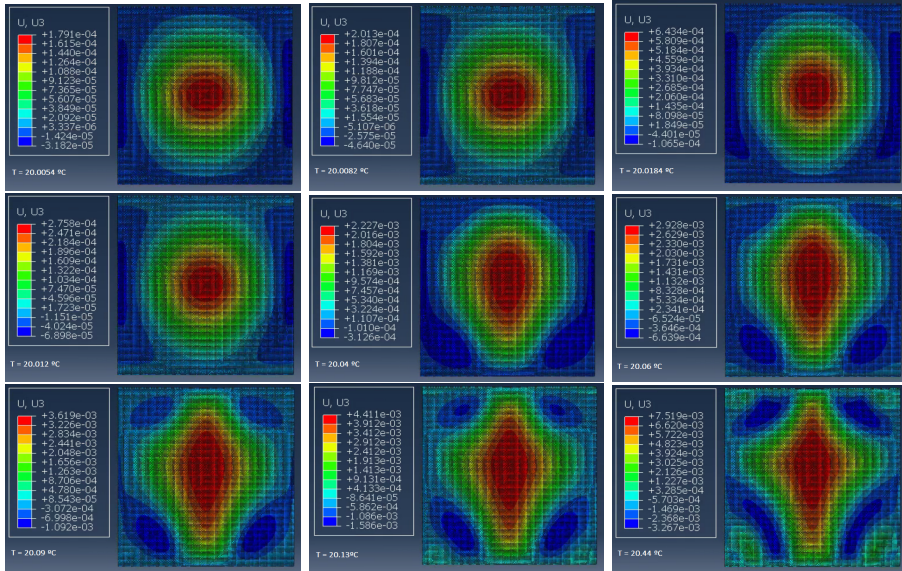 U, U3
+1.791e-04
+1.615e-04
+1.440e-04
+1.264e-04
+1.088e-04
+9.123e-05
+7.365e-05
+5.607e-05
+3.849e-05
+2.092e-05
+3.337e-06
-1.424e-05
-3.182e-05
T = 20.0054 ºC
U, U3
+2.013e-04
+1.807e-04
+1.601e-04
+1.394e-04
+1.188e-04
+9.812e-05
+7.747e-05
+5.683e-05
+3.618e-05
+1.554e-05
-5.107e-06
-2.575e-05
-4.640e-05
T = 20.0082 ºC
U, U3
+6.434e-04
+5.809e-04
+5.184e-04
+4.559e-04
+3.934e-04
+3.310e-04
+2.685e-04
+2.060e-04
+1.435e-04
+8.098e-05
+1.849e-05
-4.401e-05
-1.065e-04
T = 20.0184 ºC
U, U3
+2.758e-04
+2.471e-04
+2.184e-04
+1.896e-04
+1.609e-04
+1.322e-04
+1.034e-04
+7.470e-05
+4.596e-05
+1.723e-05
-1.151e-05
-4.024e-05
-6.898e-05
T = 20.012 ºC
U, U3
+2.227e-03
+2.016e-03
+1.804e-03
+1.592e-03
+1.381e-03
+1.169e-03
+9.574e-04
+7.457e-04
+5.340e-04
+3.224e-04
+1.107e-04
-1.010e-04
-3.126e-04
T = 20.04 ºC
U, U3
+2.928e-03
+2.629e-03
+2.330e-03
+2.030e-03
+1.731e-03
+1.431e-03
+1.132e-03
+8.328e-04
+5.334e-04
+2.341e-04
-6.524e-05
-3.646e-04
-6.639e-04
T = 20.06 ºC
U, U3
+3.619e-03
+3.226e-03
+2.834e-03
+2.441e-03
+2.048e-03
+1.656e-03
+1.263e-03
+8.706e-04
+4.780e-04
+8.543e-05
-3.072e-04
-6.998e-04
-1.092e-03
T = 20.09 ºC
U, U3
+4.411e-03
+3.912e-03
+3.412e-03
+2.912e-03
+2.412e-03
+1.913e-03
+1.413e-03
+9.131e-04
+4.133e-04
-8.641e-05
-5.862e-04
-1.086e-03
-1.586e-03
T = 20.13ºC
U, U3
+7.519e-03
+6.620e-03
+5.722e-03
+4.823e-03
+3.924e-03
+3.025e-03
+2.126e-03
+1.227e-03
+3.285e-04
-5.703e-04
-1.469e-03
-2.368e-03
-3.267e-03
T = 20.44 ºC